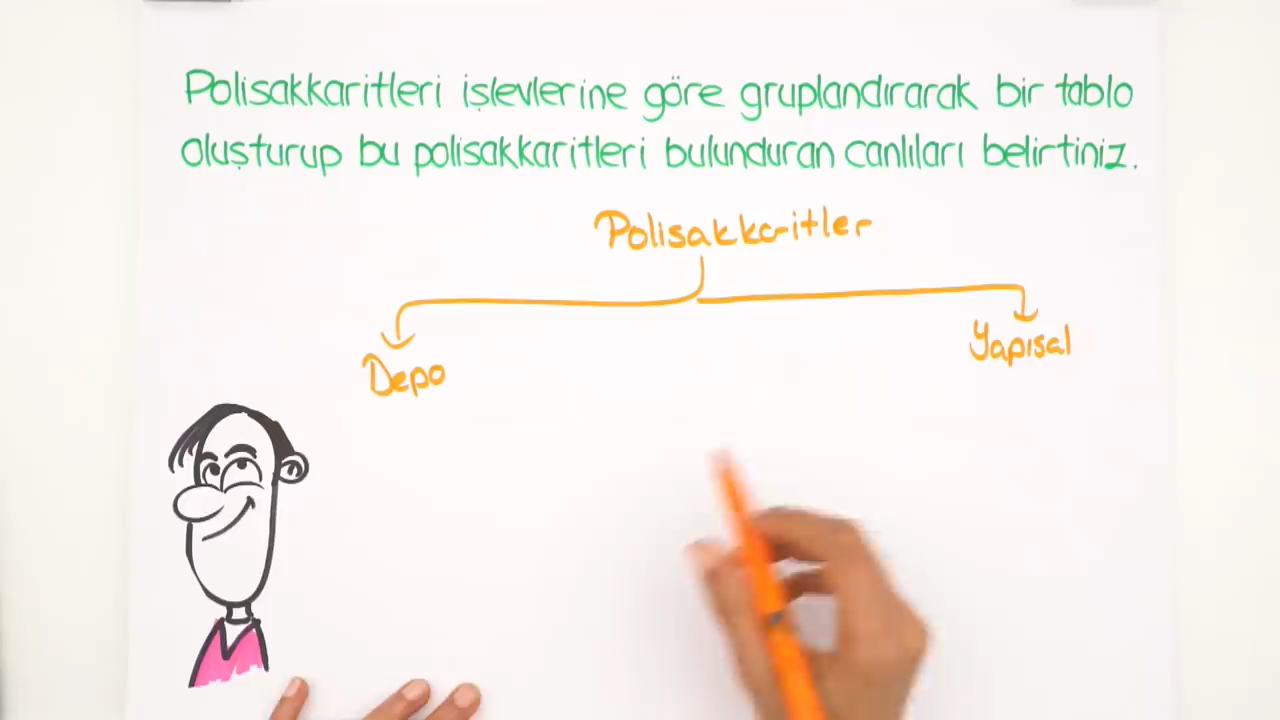 Polisakkaritleri işlevlerine göre gruplandırarak bir tablo
oluşturup bu polisakkaritleri bulunduran canlıları belirtiniz.
Polisakkaritler
Depo
Yapısal